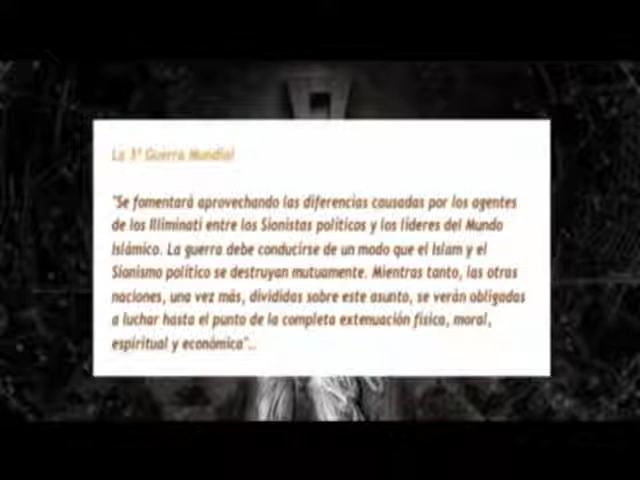 La 3ª Guerra Mundial
"Se fomentará aprovechando las diferencias causadas por los agentes
de los Illiminati entre los Sionistas políticos y los líderes del Mundo
Islámico. La guerra debe conducirse de un modo que el Islam y el
Sionismo político se destruyan mutuamente. Mientras tanto, las otras
naciones, una vez más, divididas sobre este asunto, se verán obligadas
a luchar hasta el punto de la completa extenuación física, moral,
espiritual y económica"..